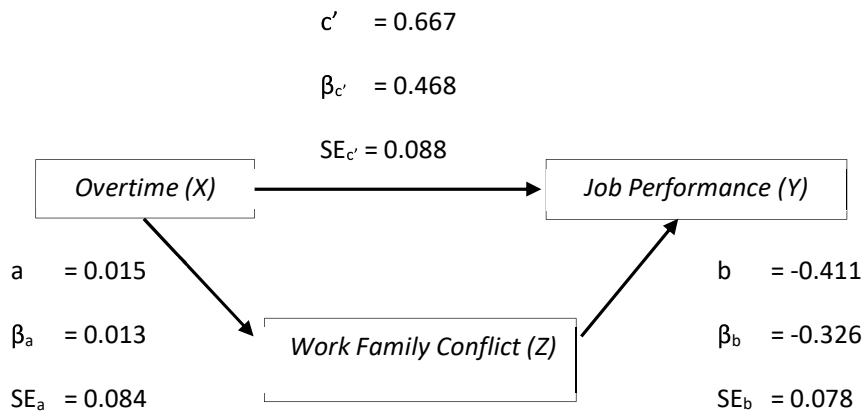 c’ = 0.667
βc’ = 0.468
SEc’ = 0.088
Overtime (X)
Job Performance (Y)
a = 0.015
βa = 0.013
SEa = 0.084
Work Family Conflict (Z)
b = -0.411
βb = -0.326
SEb = 0.078